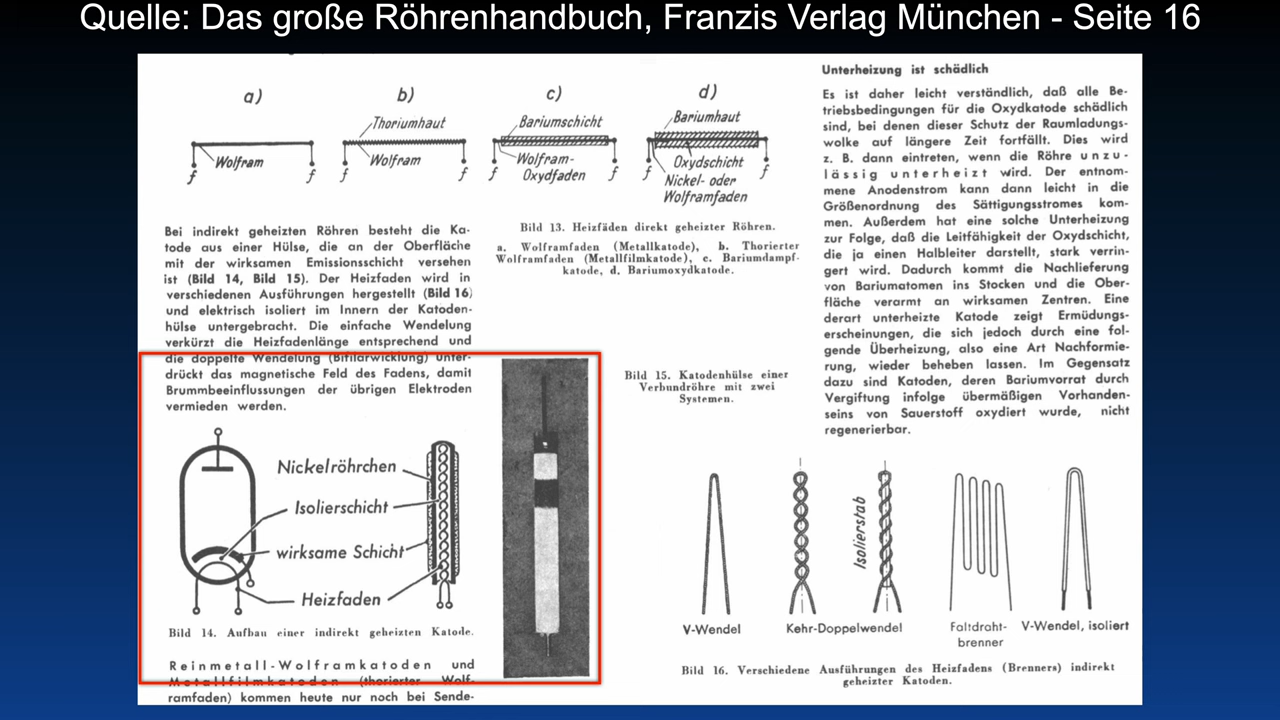 Quelle: Das große Röhrenhandbuch, Franzis Verlag München - Seite 16
a)
b)
c)
d)
Wolfram
f
f
Thoriumhaut
Wolfram
f
f
Bariumschicht
Wolfram-
Oxydfaden
f
f
Bariumhaut
Oxydschicht
Nickel- oder
Wolframfaden
f
f
Bild 13. Heizfäden direkt geheizter Röhren.
a. Wolframfaden (Metallkatode), b. Thorierter
Wolframfaden (Metallfilmkatode), c. Bariumdampf-
katode, d. Bariumoxydkatode.
Bei indirekt geheizten Röhren besteht die Ka-
tode aus einer Hülse, die an der Oberfläche
mit der wirksamen Emissionsschicht versehen
ist (Bild 14, Bild 15). Der Heizfaden wird in
verschiedenen Ausführungen hergestellt (Bild 16)
und elektrisch isoliert im Innern der Katoden-
hülse untergebracht. Die einfache Wendelung
verkürzt die Heizfadenlänge entsprechend und
die doppelte Wendelung (Bifilarwicklung) unter-
drückt das magnetische Feld des Fadens, damit
Brummbeeinflussungen der übrigen Elektroden
vermieden werden.
Nickelröhrchen
Isolierschicht
wirksame Schicht
Heizfaden
Bild 14. Aufbau einer indirekt geheizten Katode.
Reinmetall-Wolframkatoden und
Metallfilmkatoden (thorierter Wolf-
ramfaden) kommen heute nur noch bei Sende-
Bild 15. Katodenhülse einer
Verbundröhre mit zwei
Systemen.
Unterheizung ist schädlich
Es ist daher leicht verständlich, daß alle Be-
triebsbedingungen für die Oxydkatode schädlich
sind, bei denen dieser Schutz der Raumladungs-
wolke auf längere Zeit fortfällt. Dies wird
z. B. dann eintreten, wenn die Röhre unzu-
lässig unterheizt wird. Der entnom-
mene Anodenstrom kann dann leicht in die
Größenordnung des Sättigungsstromes kom-
men. Außerdem hat eine solche Unterheizung
zur Folge, daß die Leitfähigkeit der Oxydschicht,
die ja einen Halbleiter darstellt, stark verrin-
gert wird. Dadurch kommt die Nachlieferung
von Bariumatomen ins Stocken und die Ober-
fläche verarmt an wirksamen Zentren. Eine
derart unterheizte Katode zeigt Ermüdungs-
erscheinungen, die sich jedoch durch eine fol-
gende Überheizung, also eine Art Nachformie-
rung, wieder beheben lassen. Im Gegensatz
dazu sind Katoden, deren Bariumvorrat durch
Vergiftung infolge übermäßigen Vorhanden-
seins von Sauerstoff oxydiert wurde, nicht
regenerierbar.
Isolierstab
V-Wendel
Kehr-Doppelwendel
Faltdraht-
brenner
V-Wendel, isoliert
Bild 16. Verschiedene Ausführungen des Heizfadens (Brenners) indirekt
geheizter Katoden.